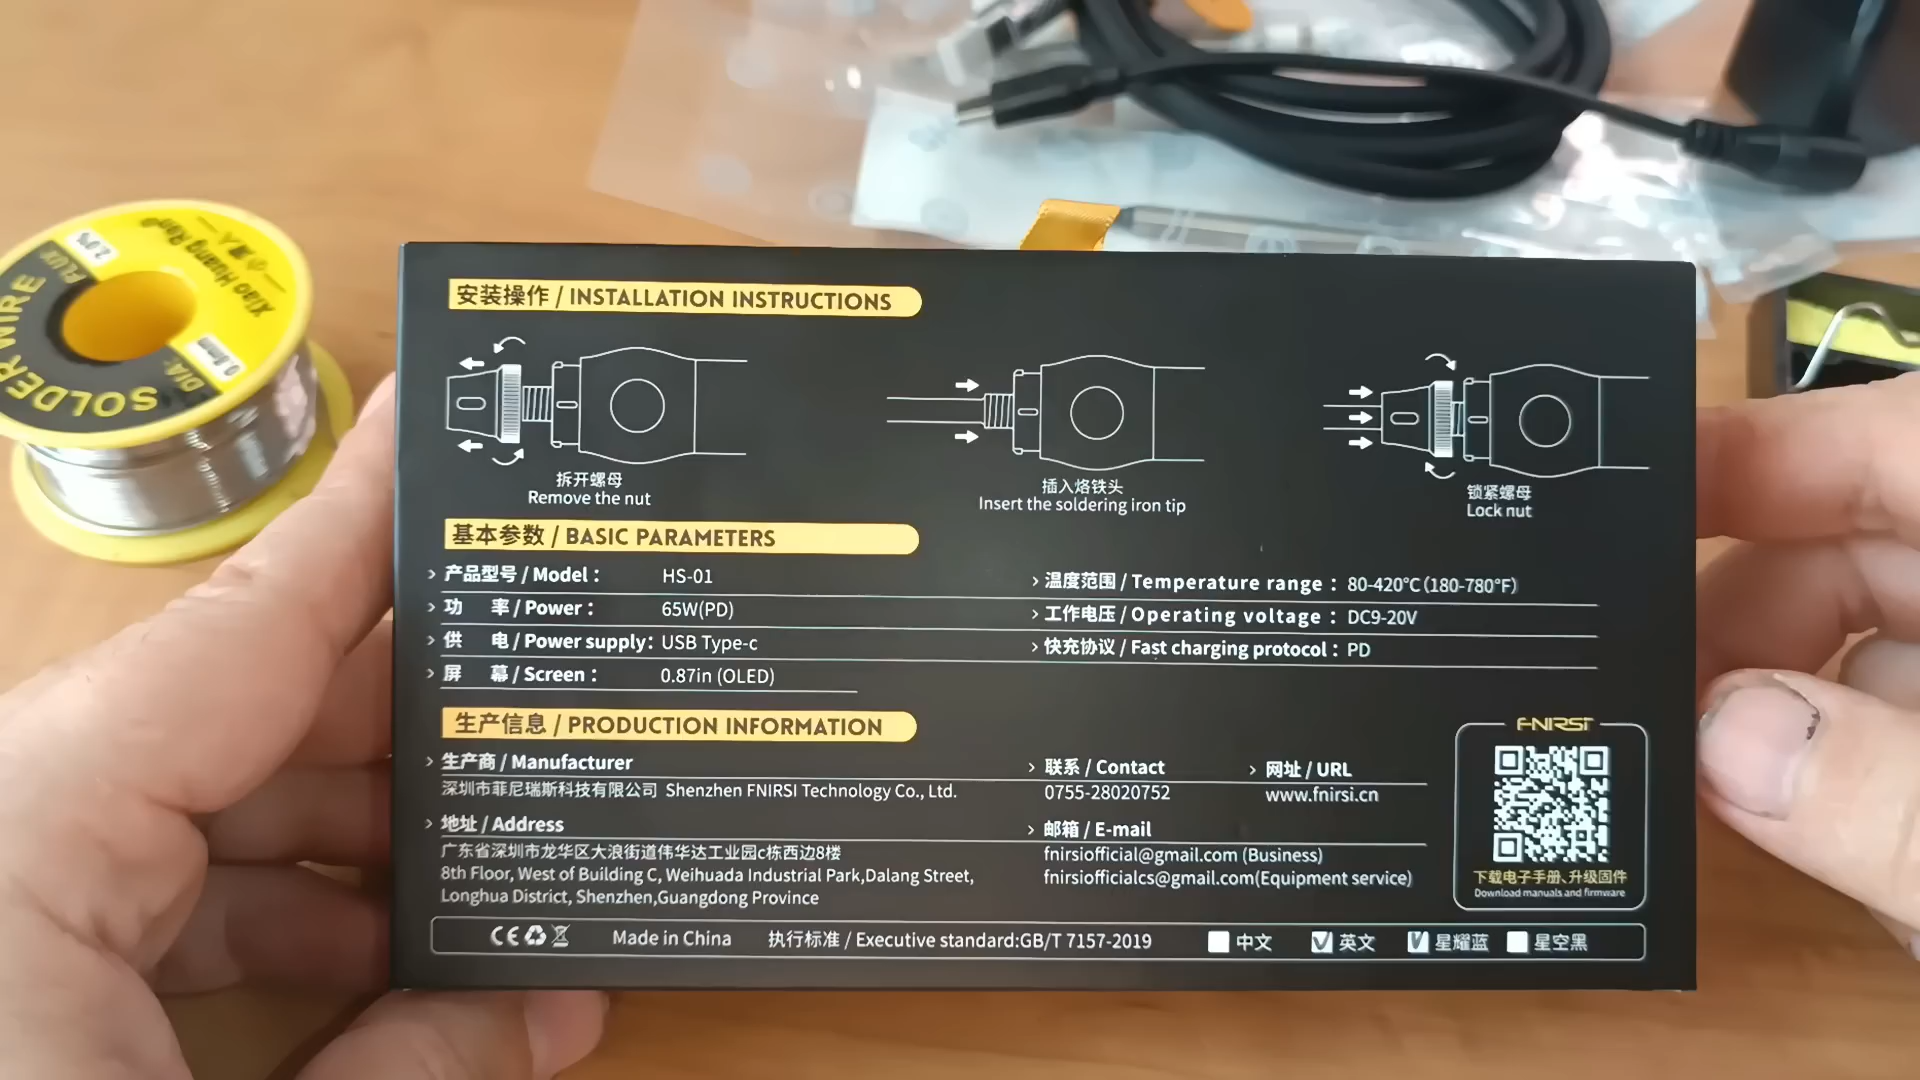 安装操作 / INSTALLATION INSTRUCTIONS
拆开螺母
Remove the nut
插入烙铁头
Insert the soldering iron tip
锁紧螺母
Lock nut
基本参数 / BASIC PARAMETERS
产品型号 / Model : HS-01
功 率 / Power : 65W(PD)
供 电 / Power supply: USB Type-c
屏 幕 / Screen : 0.87in (OLED)
温度范围 / Temperature range : 80-420℃ (180-780℉)
工作电压 / Operating voltage : DC9-20V
快充协议 / Fast charging protocol : PD
生产信息 / PRODUCTION INFORMATION
生产商 / Manufacturer
深圳市菲尼瑞斯科技有限公司 Shenzhen FNIRSI Technology Co., Ltd.
地址 / Address
广东省深圳市龙华区大浪街道伟华达工业园c栋西边8楼
8th Floor, West of Building C, Weihuada Industrial Park,Dalang Street,
Longhua District, Shenzhen,Guangdong Province
联系 / Contact
0755-28020752
网址 / URL
www.fnirsi.cn
邮箱 / E-mail
fnirsiofficial@gmail.com (Business)
fnirsiofficialcs@gmail.com(Equipment service)
FNIRSI
下载电子手册、升级固件
Download manuals and firmware
CE Made in China 执行标准 / Executive standard:GB/T 7157-2019 中文 英文 星耀蓝 星空黑
SOLDER WIRE
FLUX: 2.0%
DIA: 0.8mm
Xiao Huang Ren®